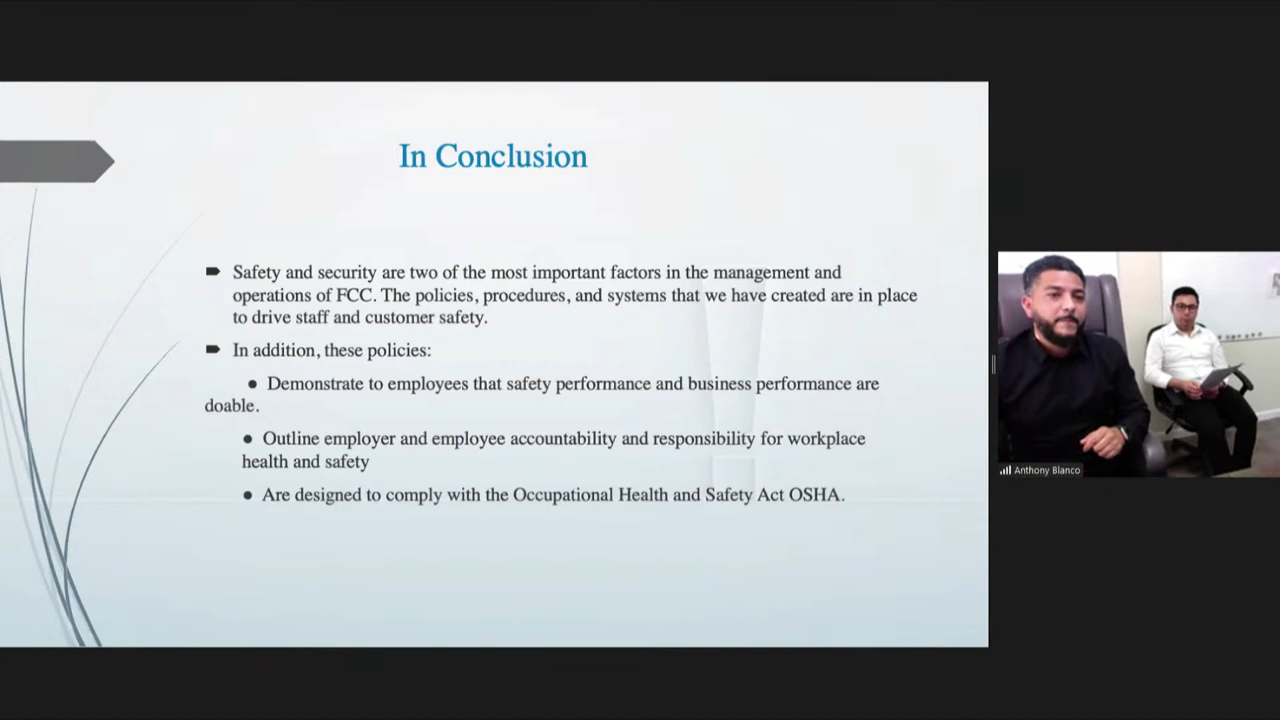 In Conclusion
Safety and security are two of the most important factors in the management and
operations of FCC. The policies, procedures, and systems that we have created are in place
to drive staff and customer safety.
In addition, these policies:
● Demonstrate to employees that safety performance and business performance are
doable.
● Outline employer and employee accountability and responsibility for workplace
health and safety
● Are designed to comply with the Occupational Health and Safety Act OSHA.
Anthony Blanco